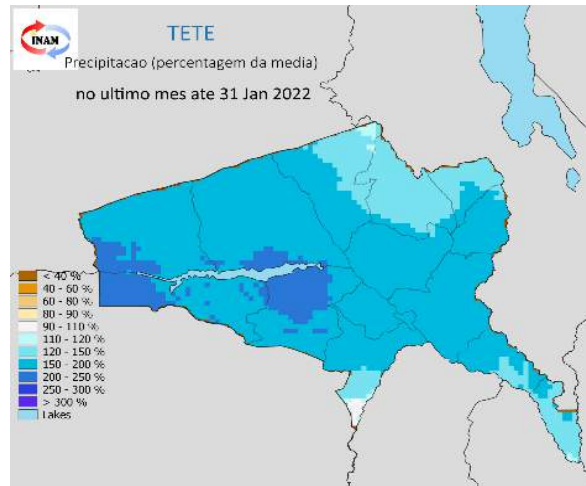 INAM
TETE
Precipitacao (percentagem da media)
no ultimo mes ate 31 Jan 2022
< 40 %
40 - 60 %
60 - 80 %
80 - 90 %
90 - 110 %
110 - 120 %
120 - 150 %
150 - 200 %
200 - 250 %
250 - 300 %
> 300 %
Lakes